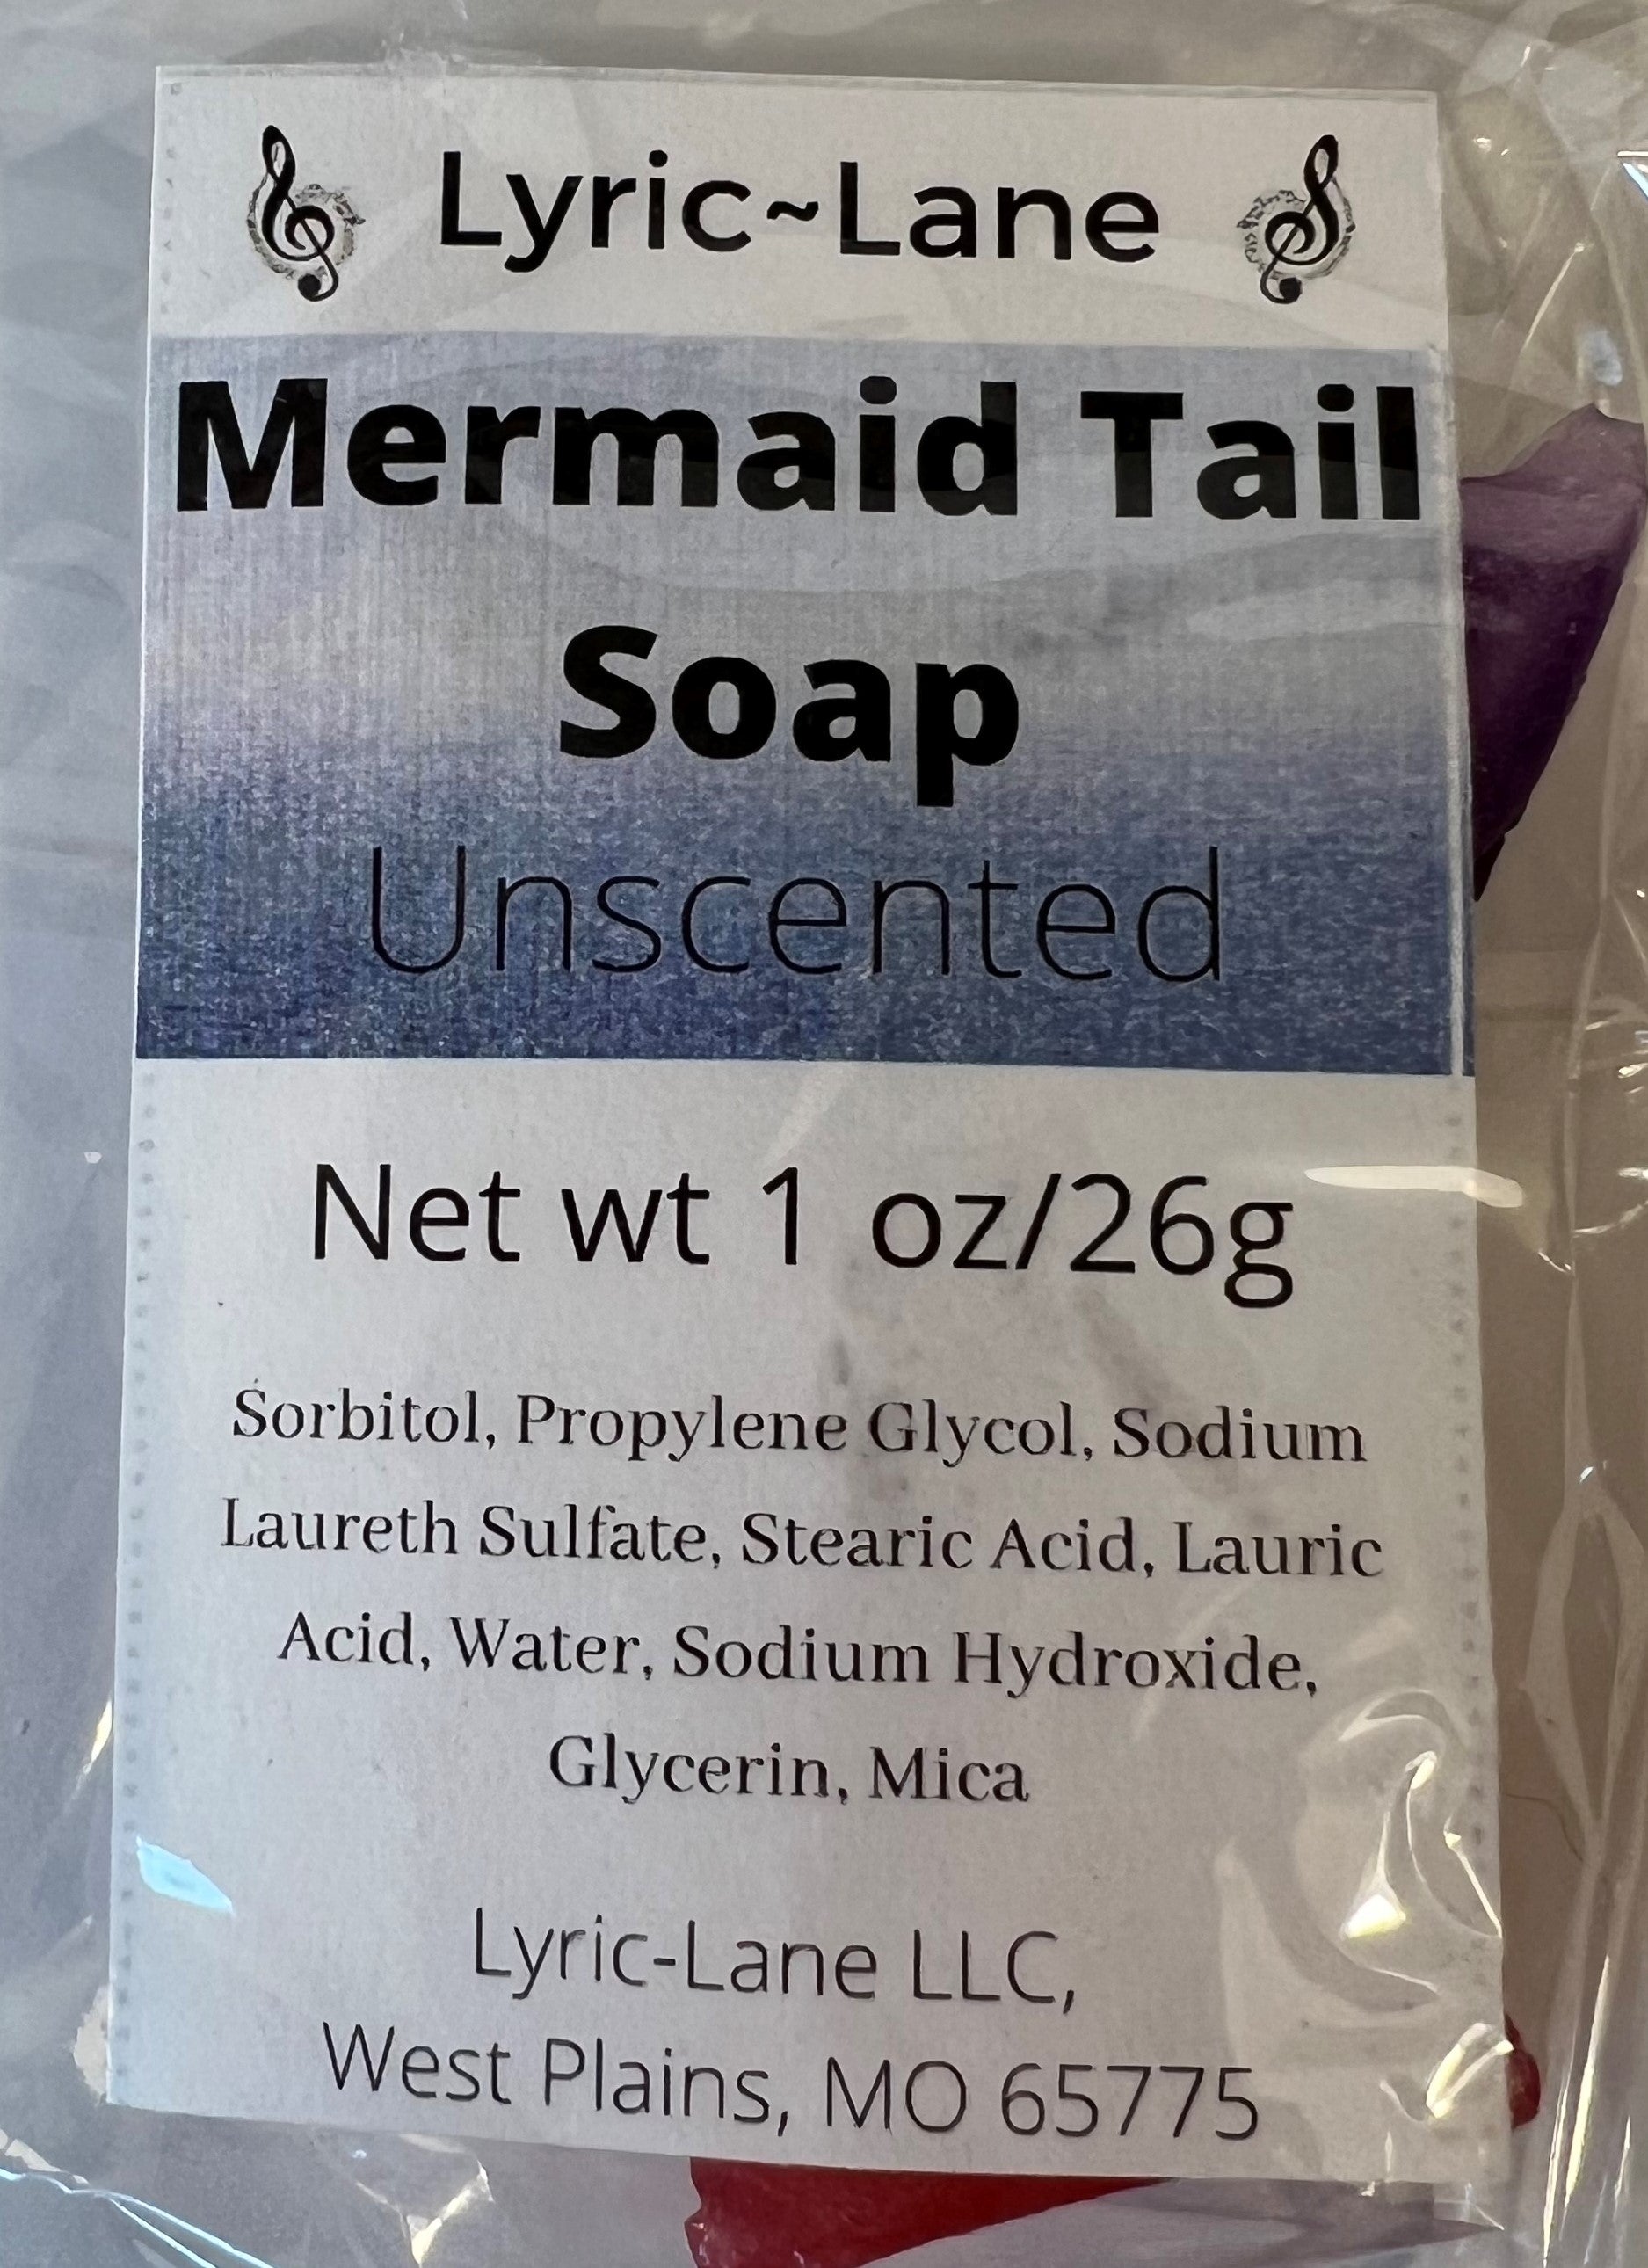 Lyric~Lane
Mermaid Tail
Soap
Unscented
Net wt 1 oz/26g
Sorbitol, Propylene Glycol, Sodium
Laureth Sulfate, Stearic Acid, Lauric
Acid, Water, Sodium Hydroxide,
Glycerin, Mica
Lyric-Lane LLC,
West Plains, MO 65775